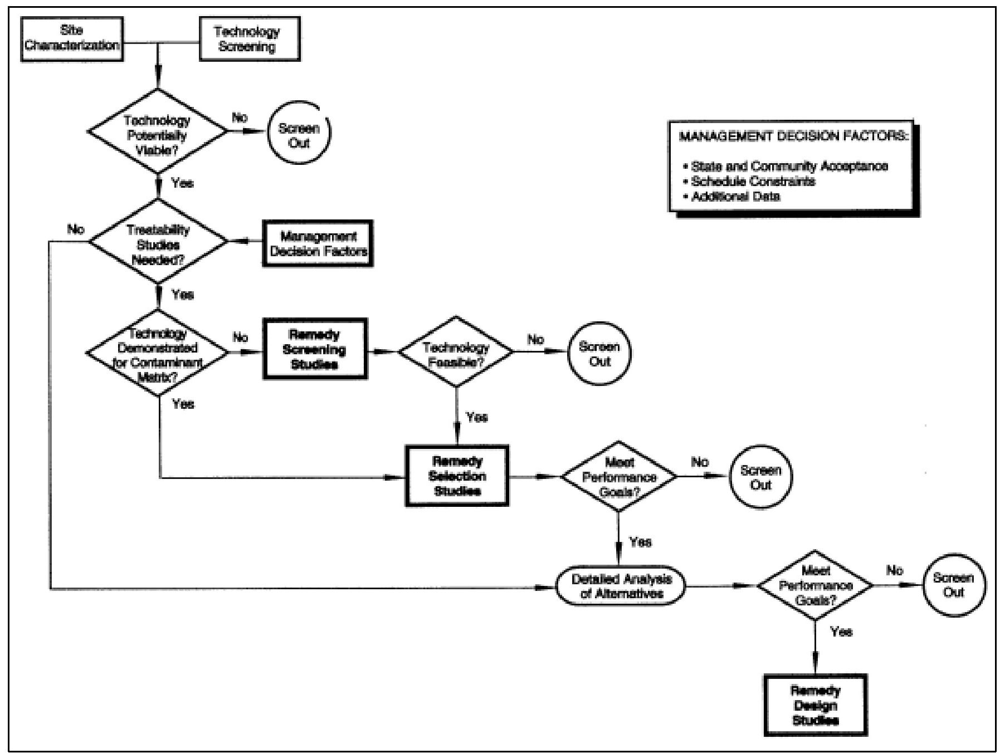 Site
Characterization
Technology
Screening
Technology
Potentially
Viable?
No
Screen
Out
Yes
MANAGEMENT DECISION FACTORS:
• State and Community Acceptance
• Schedule Constraints
• Additional Data
No
Treatability
Studies
Needed?
Management
Decision Factors
Yes
Technology
Demonstrated
for Contaminant
Matrix?
No
Remedy
Screening
Studies
Technology
Feasible?
No
Screen
Out
Yes
Yes
Remedy
Selection
Studies
Meet
Performance
Goals?
No
Screen
Out
Yes
Detailed Analysis
of Alternatives
Meet
Performance
Goals?
No
Screen
Out
Yes
Remedy
Design
Studies